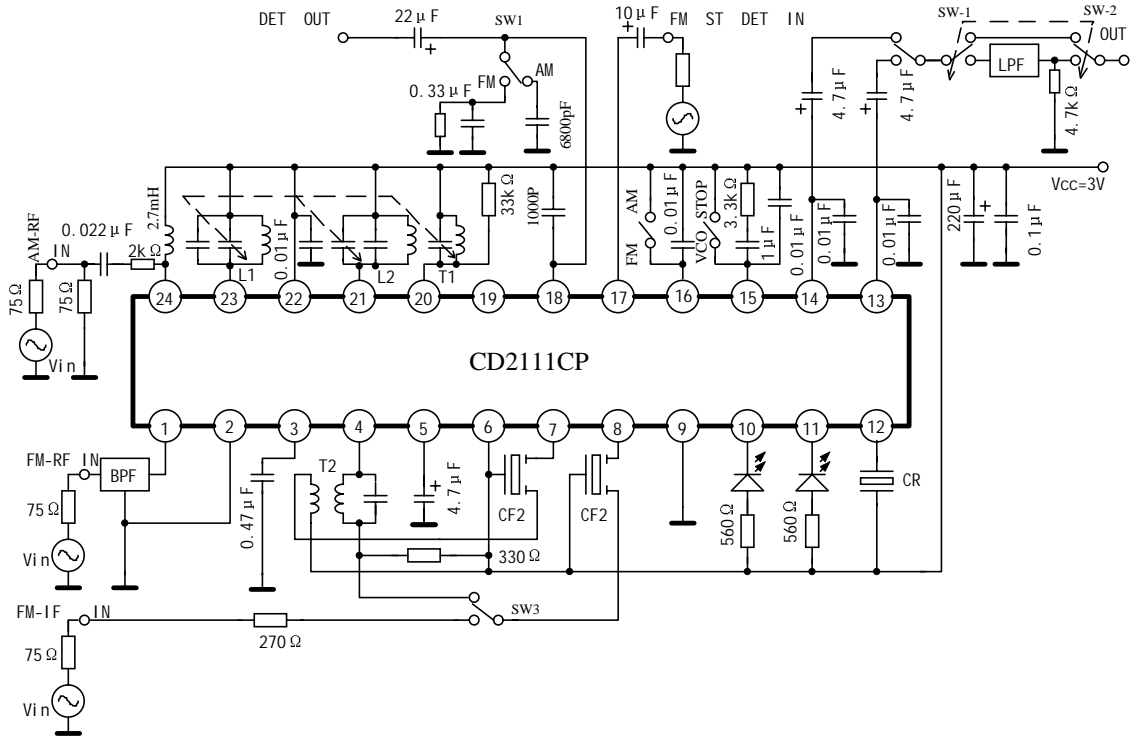 DET OUT
22μF
+
SW1
10μF
+
FM ST DET IN
SW-1
SW-2
OUT
FM
AM
0.33μF
6800pF
4.7μF
+
4.7μF
+
LPF
4.7kΩ
Vcc=3V
AM-RF
IN
0.022μF
2kΩ
2.7mH
75Ω
75Ω
Vin
L1
0.01μF
L2
T1
33kΩ
1000P
FM
AM
0.01μF
VCO STOP
3.3kΩ
1μF
0.01μF
0.01μF
0.01μF
220μF
+
0.1μF
24
23
22
21
20
19
18
17
16
15
14
13
CD2111CP
1
2
3
4
5
6
7
8
9
10
11
12
FM-RF IN
BPF
75Ω
Vin
0.47μF
T2
+
4.7μF
CF2
CF2
330Ω
560Ω
560Ω
CR
SW3
FM-IF IN
270Ω
75Ω
Vin